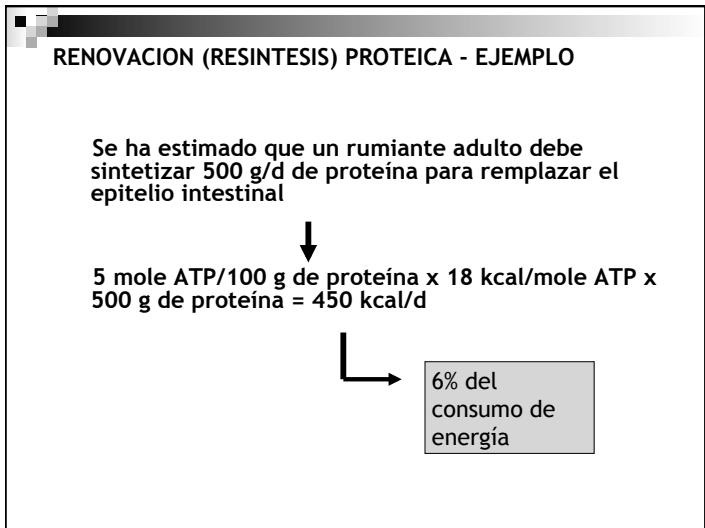 RENOVACION (RESINTESIS) PROTEICA - EJEMPLO
Se ha estimado que un rumiante adulto debe
sintetizar 500 g/d de proteína para remplazar el
epitelio intestinal
5 mole ATP/100 g de proteína x 18 kcal/mole ATP x
500 g de proteína = 450 kcal/d
6% del
consumo de
energía